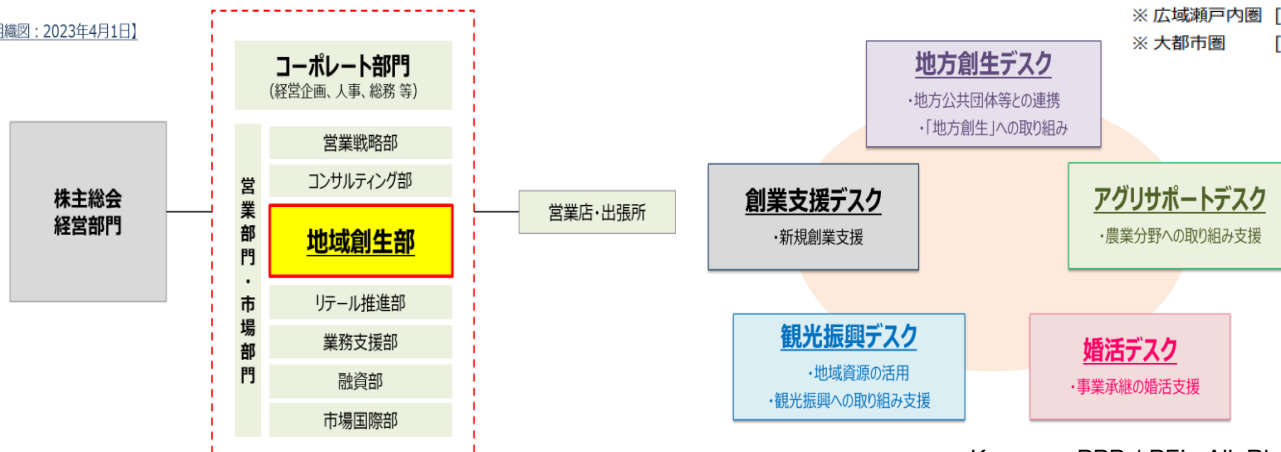 組織図：2023年4月1日】
※ 広域瀬戸内圏 [
※ 大都市圏 [
コーポレート部門
(経営企画、人事、総務 等)
株主総会
経営部門
営業部門・市場部門
営業戦略部
コンサルティング部
地域創生部
リテール推進部
業務支援部
融資部
市場国際部
営業店・出張所
地方創生デスク
・地方公共団体等との連携
・「地方創生」への取り組み
創業支援デスク
・新規創業支援
アグリサポートデスク
・農業分野への取り組み支援
観光振興デスク
・地域資源の活用
・観光振興への取り組み支援
婚活デスク
・事業承継の婚活支援